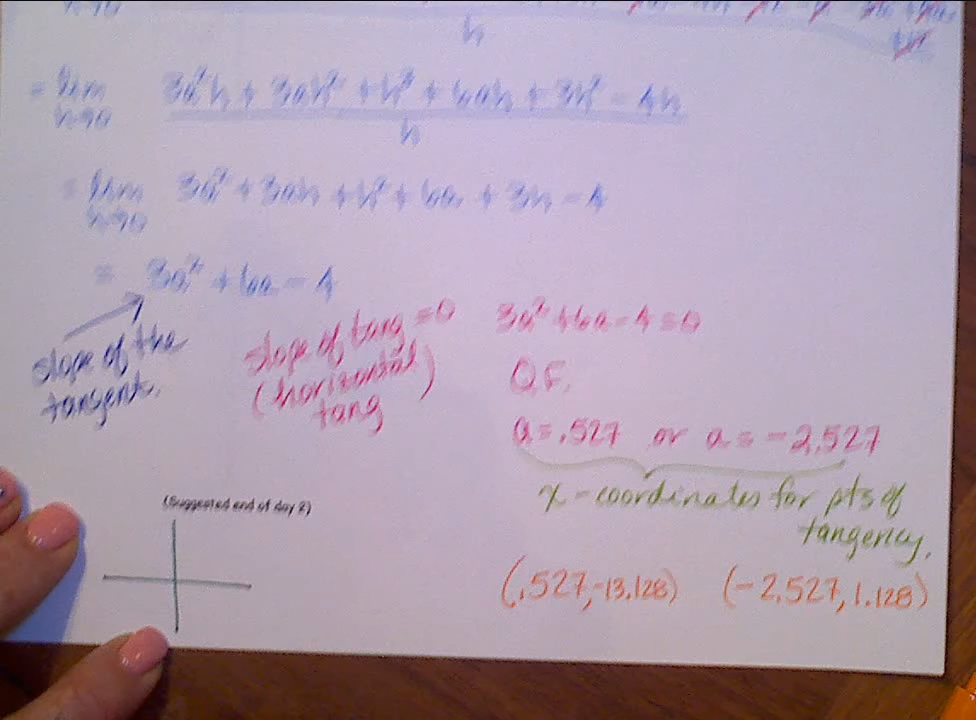 h
= lim 3a²h + 3ah² + h³ + 6ah + 3h² - 4h
h→0 h
= lim 3a² + 3ah + h² + 6a + 3h - 4
h→0
= 3a² + 6a - 4
slope of the tangent.
slope of tang = 0
(horizontal tang)
3a² + 6a - 4 = 0
Q.F.
a = .527 or a = -2.527
x-coordinates for pts of
tangency.
(Suggested end of day 2)
(.527, -13.128) (-2.527, 1.128)